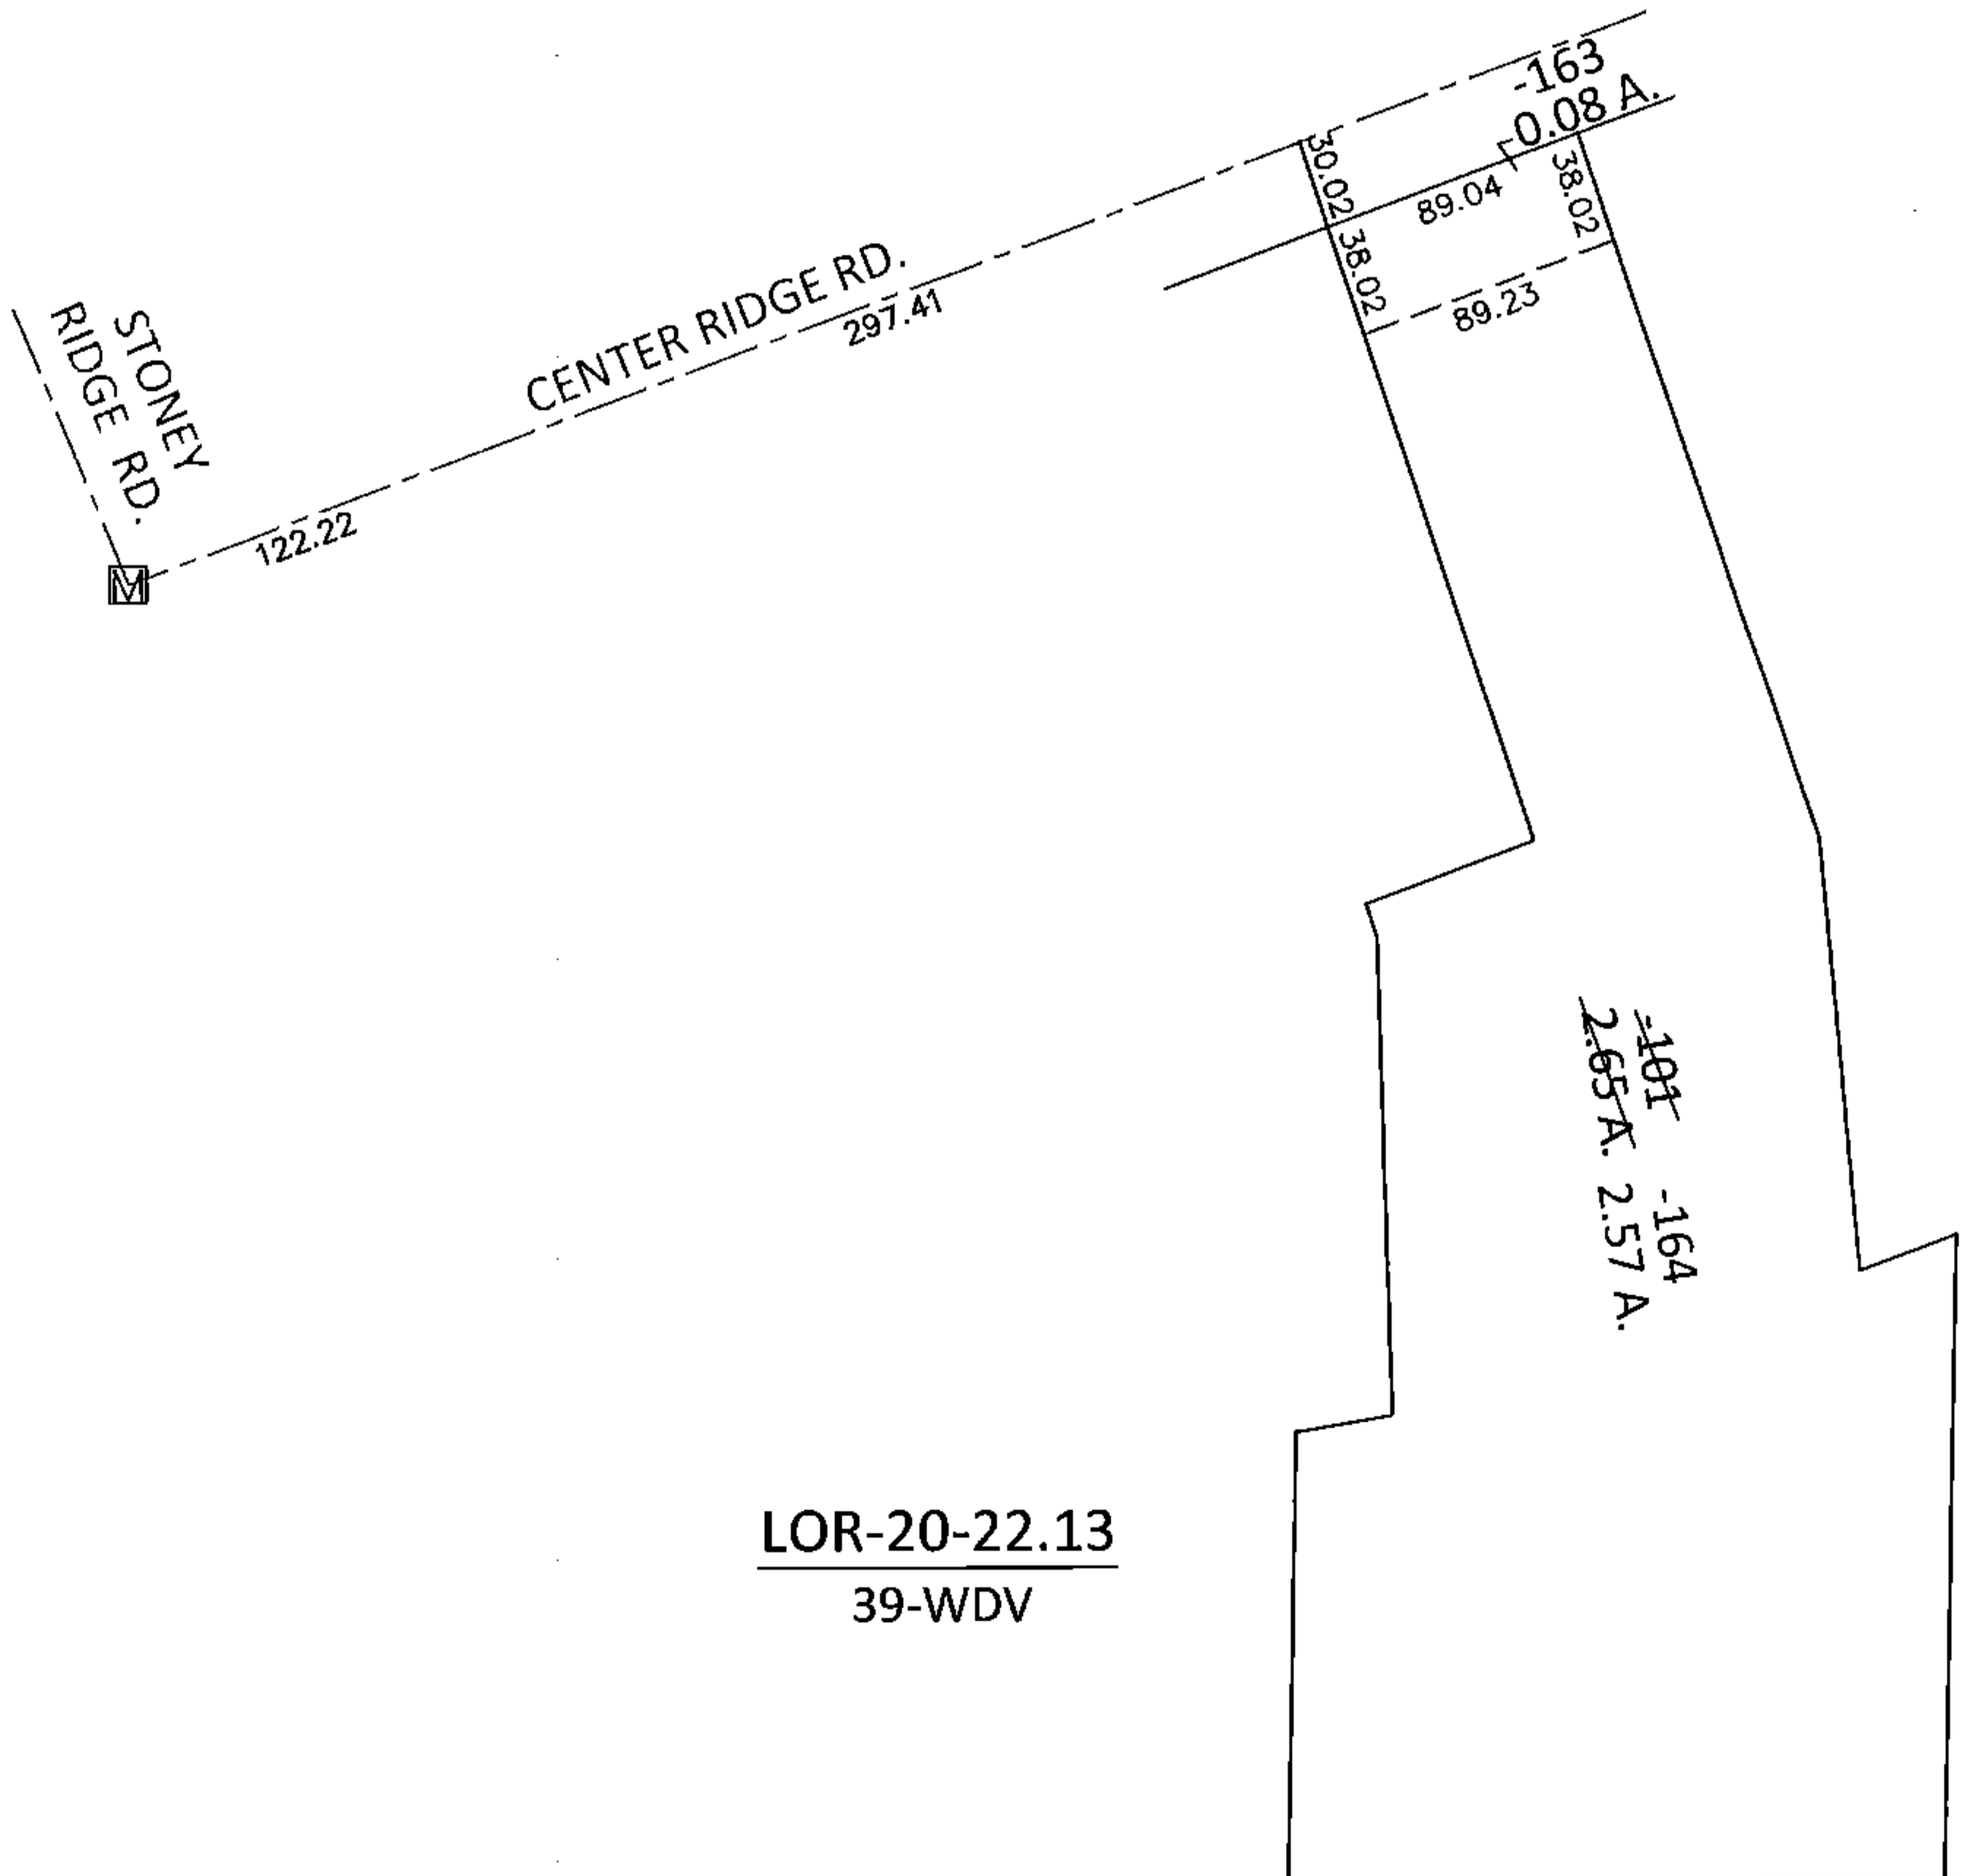 -163
0.08 A.
30.02
38.02
89.04
38.02
89.23
CENTER RIDGE RD.
297.41
STONEY
RIDGE RD.
122.22
M
-101
2.65 A.
-164
2.57 A.
LOR-20-22.13
39-WDV